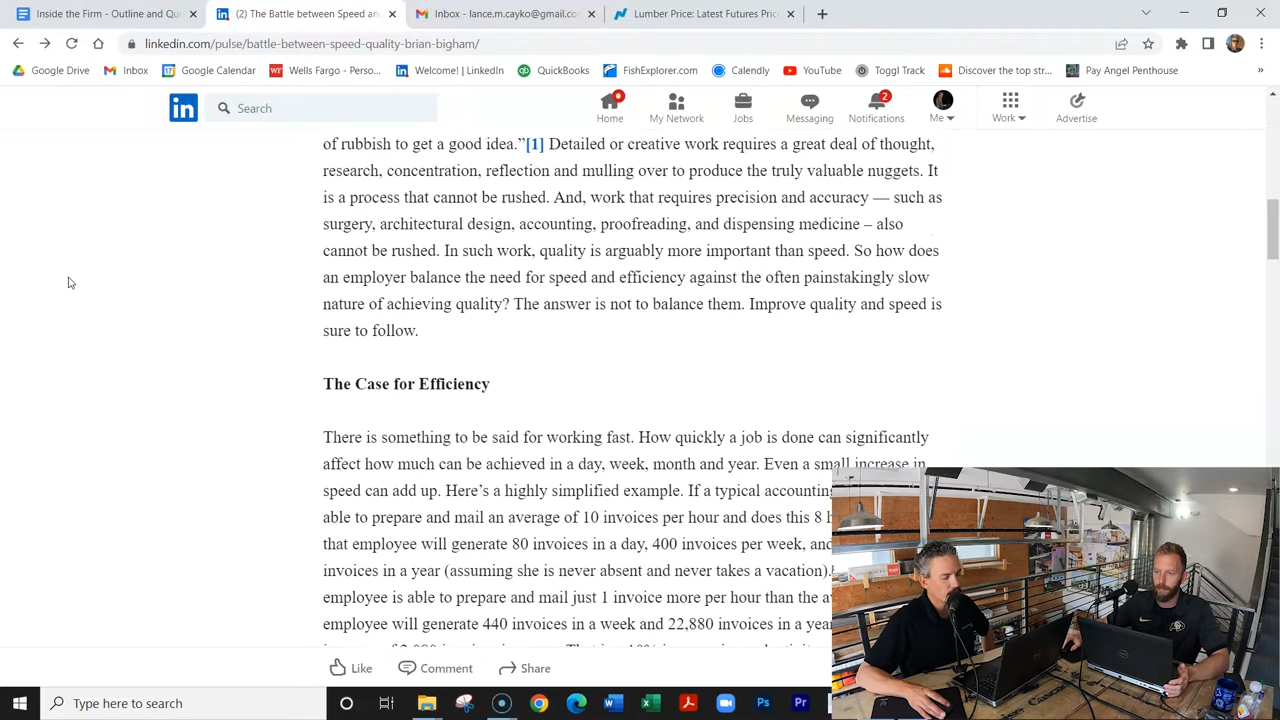 Inside the Firm - Outline and Que
(2) The Battle between Speed an
Inbox - lance.m.cayko@gmail.co
Lumber Price: Latest Futures Pric
linkedin.com/pulse/battle-between-speed-quality-brian-bigham/
Google Drive
Inbox
Google Calendar
Wells Fargo - Perso...
Welcome! | LinkedIn
QuickBooks
FishExplorer.com
Calendly
YouTube
Toggl Track
Discover the top str...
Pay Angel Penthouse
»
in
Search
Home
My Network
Jobs
Messaging
2
Notifications
Me
Work
Advertise
of rubbish to get a good idea.”[1] Detailed or creative work requires a great deal of thought,
research, concentration, reflection and mulling over to produce the truly valuable nuggets. It
is a process that cannot be rushed. And, work that requires precision and accuracy — such as
surgery, architectural design, accounting, proofreading, and dispensing medicine – also
cannot be rushed. In such work, quality is arguably more important than speed. So how does
an employer balance the need for speed and efficiency against the often painstakingly slow
nature of achieving quality? The answer is not to balance them. Improve quality and speed is
sure to follow.
The Case for Efficiency
There is something to be said for working fast. How quickly a job is done can significantly
affect how much can be achieved in a day, week, month and year. Even a small increase in
speed can add up. Here’s a highly simplified example. If a typical accounting
able to prepare and mail an average of 10 invoices per hour and does this 8 h
that employee will generate 80 invoices in a day, 400 invoices per week, and
invoices in a year (assuming she is never absent and never takes a vacation).
employee is able to prepare and mail just 1 invoice more per hour than the a
employee will generate 440 invoices in a week and 22,880 invoices in a year
Like
Comment
Share
Type here to search